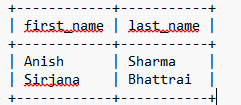 +------------+-----------+
| first_name | last_name |
+------------+-----------+
| Anish      | Sharma    |
| Sirjana    | Bhattrai  |
+------------+-----------+